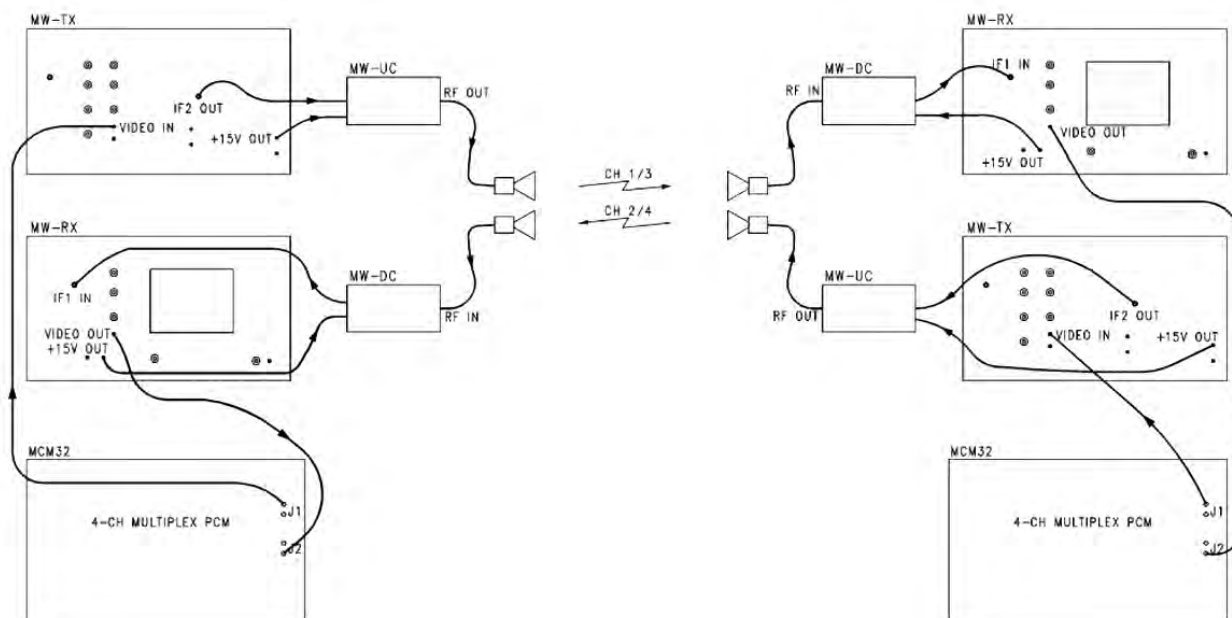 MW-TX
MW-UC
RF OUT
IF2 OUT
VIDEO IN
+15V OUT
MW-RX
MW-DC
IF1 IN
RF IN
VIDEO OUT
+15V OUT
CH 1/3
CH 2/4
MW-RX
MW-DC
IF1 IN
VIDEO OUT
+15V OUT
RF IN
MW-TX
MW-UC
RF OUT
IF2 OUT
VIDEO IN
+15V OUT
MCM32
4-CH MULTIPLEX PCM
J1
J2
MCM32
4-CH MULTIPLEX PCM
J1
J2